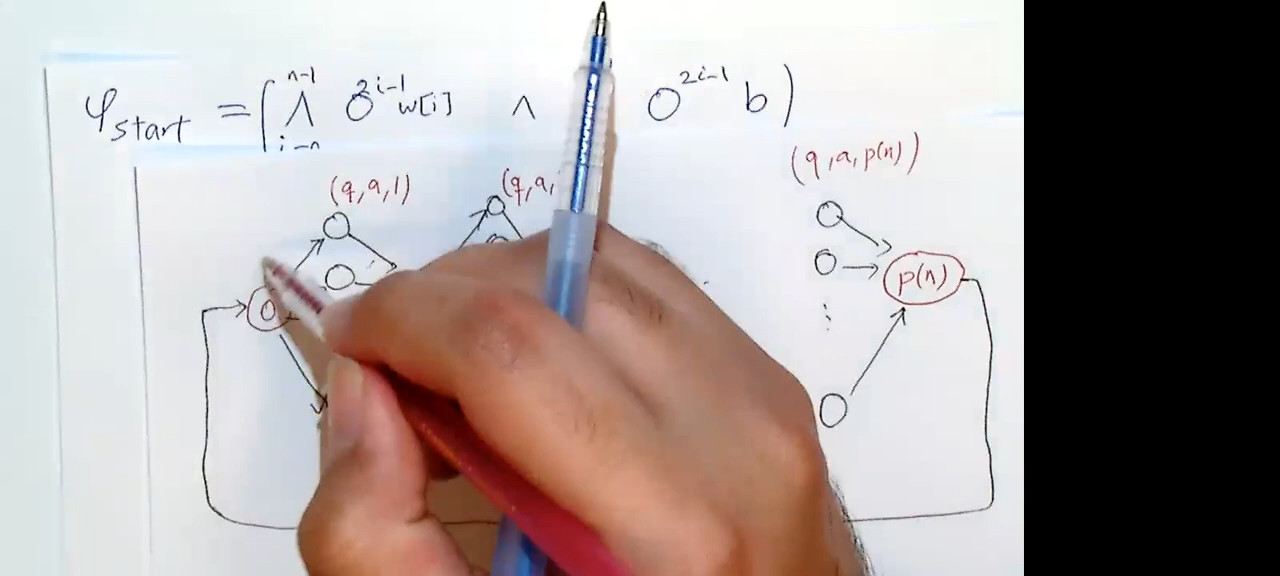 n-1 2i-1 2i-1
φstart = ( ∧ O w[i] ∧ O b )
i=n
(q,a,1) (q,a, (q,a,p(n))
0 p(n)